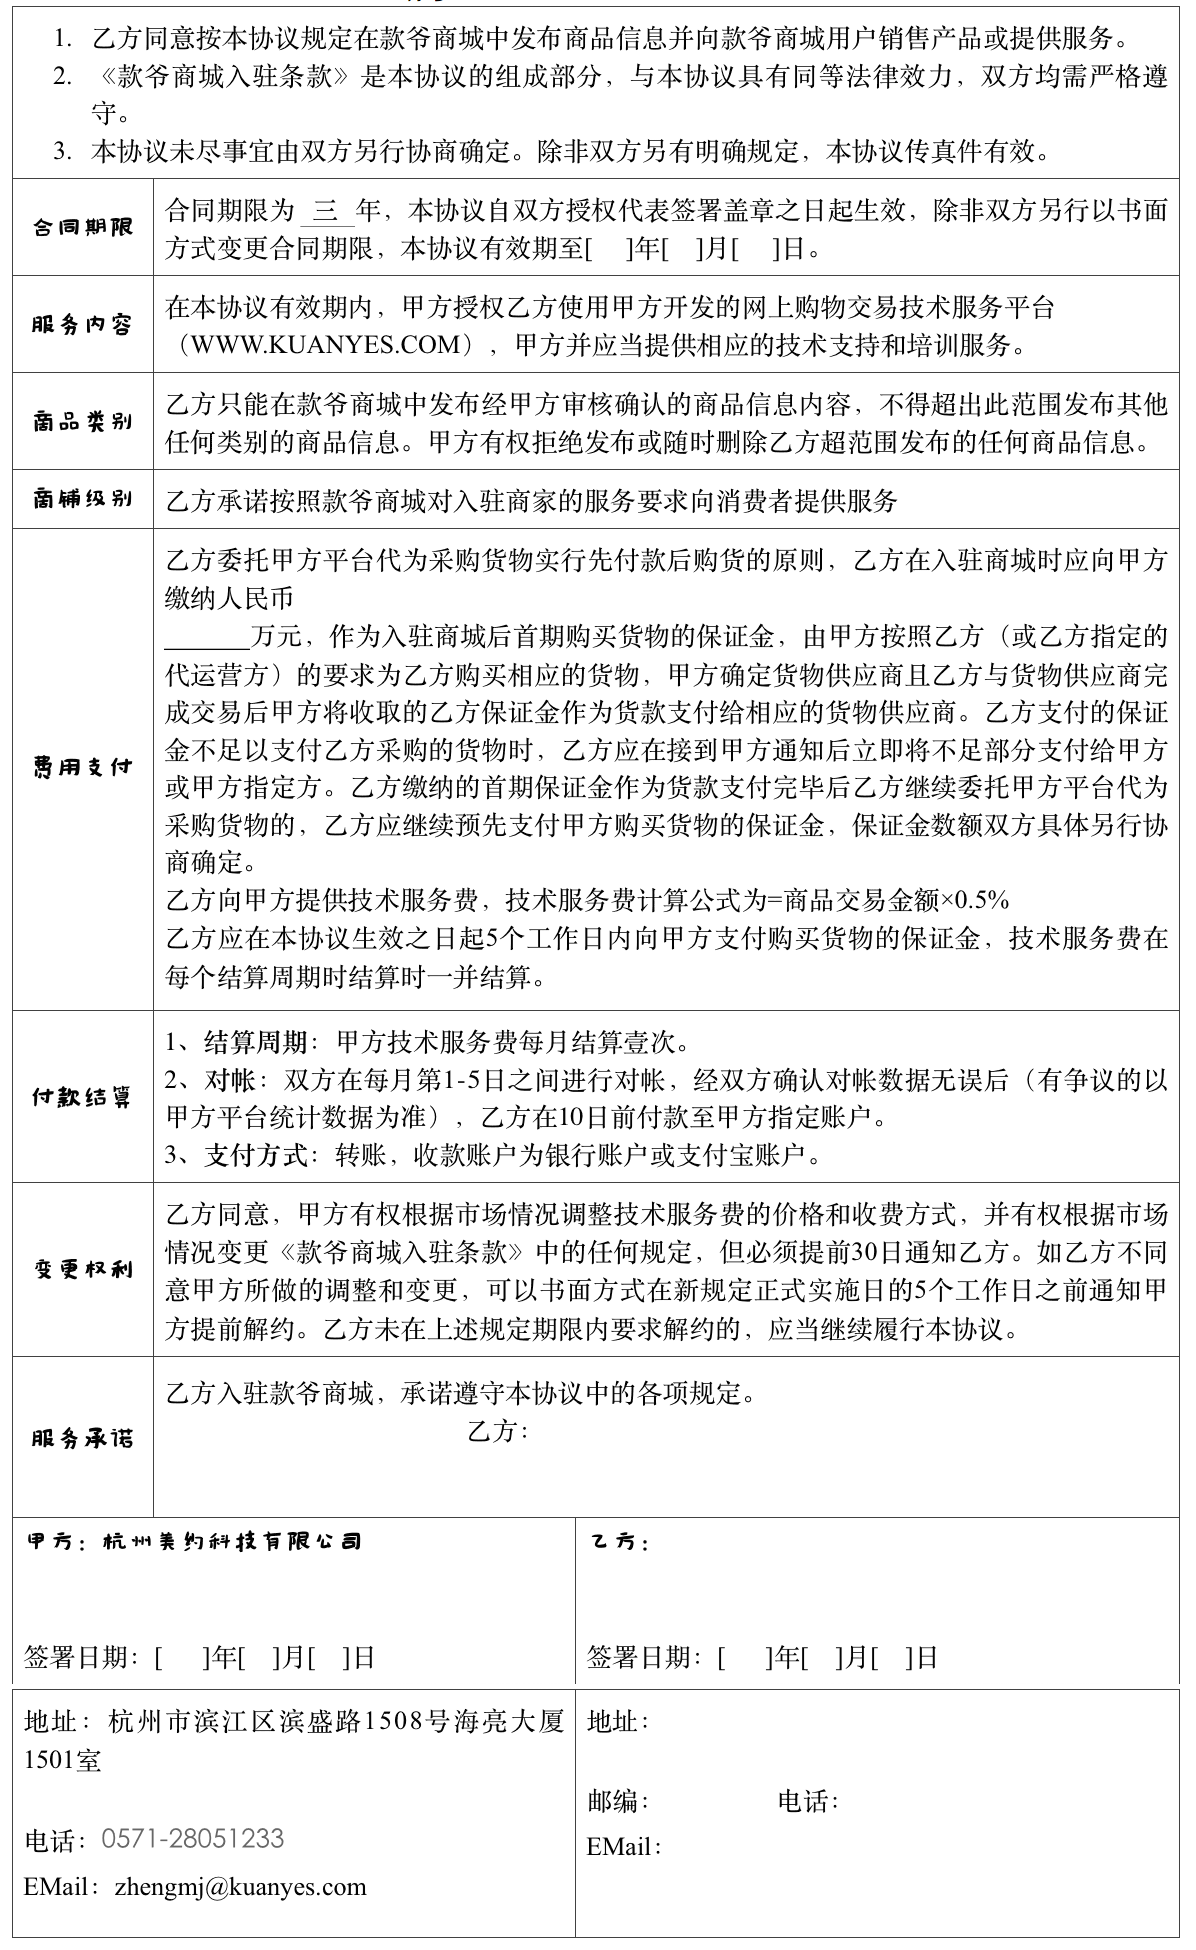 1. 乙方同意按本协议规定在款爷商城中发布商品信息并向款爷商城用户销售产品或提供服务。
2. 《款爷商城入驻条款》是本协议的组成部分，与本协议具有同等法律效力，双方均需严格遵
守。
3. 本协议未尽事宜由双方另行协商确定。除非双方另有明确规定，本协议传真件有效。
合同期限
合同期限为 三 年，本协议自双方授权代表签署盖章之日起生效，除非双方另行以书面
方式变更合同期限，本协议有效期至[ ]年[ ]月[ ]日。
服务内容
在本协议有效期内，甲方授权乙方使用甲方开发的网上购物交易技术服务平台
（WWW.KUANYES.COM），甲方并应当提供相应的技术支持和培训服务。
商品类别
乙方只能在款爷商城中发布经甲方审核确认的商品信息内容，不得超出此范围发布其他
任何类别的商品信息。甲方有权拒绝发布或随时删除乙方超范围发布的任何商品信息。
商铺级别
乙方承诺按照款爷商城对入驻商家的服务要求向消费者提供服务
费用支付
乙方委托甲方平台代为采购货物实行先付款后购货的原则，乙方在入驻商城时应向甲方
缴纳人民币
______万元，作为入驻商城后首期购买货物的保证金，由甲方按照乙方（或乙方指定的
代运营方）的要求为乙方购买相应的货物，甲方确定货物供应商且乙方与货物供应商完
成交易后甲方将收取的乙方保证金作为货款支付给相应的货物供应商。乙方支付的保证
金不足以支付乙方采购的货物时，乙方应在接到甲方通知后立即将不足部分支付给甲方
或甲方指定方。乙方缴纳的首期保证金作为货款支付完毕后乙方继续委托甲方平台代为
采购货物的，乙方应继续预先支付甲方购买货物的保证金，保证金数额双方具体另行协
商确定。
乙方向甲方提供技术服务费，技术服务费计算公式为=商品交易金额×0.5%
乙方应在本协议生效之日起5个工作日内向甲方支付购买货物的保证金，技术服务费在
每个结算周期时结算时一并结算。
付款结算
1、结算周期：甲方技术服务费每月结算壹次。
2、对帐：双方在每月第1-5日之间进行对帐，经双方确认对帐数据无误后（有争议的以
甲方平台统计数据为准），乙方在10日前付款至甲方指定账户。
3、支付方式：转账，收款账户为银行账户或支付宝账户。
变更权利
乙方同意，甲方有权根据市场情况调整技术服务费的价格和收费方式，并有权根据市场
情况变更《款爷商城入驻条款》中的任何规定，但必须提前30日通知乙方。如乙方不同
意甲方所做的调整和变更，可以书面方式在新规定正式实施日的5个工作日之前通知甲
方提前解约。乙方未在上述规定期限内要求解约的，应当继续履行本协议。
服务承诺
乙方入驻款爷商城，承诺遵守本协议中的各项规定。
乙方：
甲方：杭州美约科技有限公司
签署日期：[ ]年[ ]月[ ]日
乙方：
签署日期：[ ]年[ ]月[ ]日
地址：杭州市滨江区滨盛路1508号海亮大厦
1501室
电话：0571-28051233
EMail：zhengmj@kuanyes.com
地址：
邮编： 电话：
EMail：